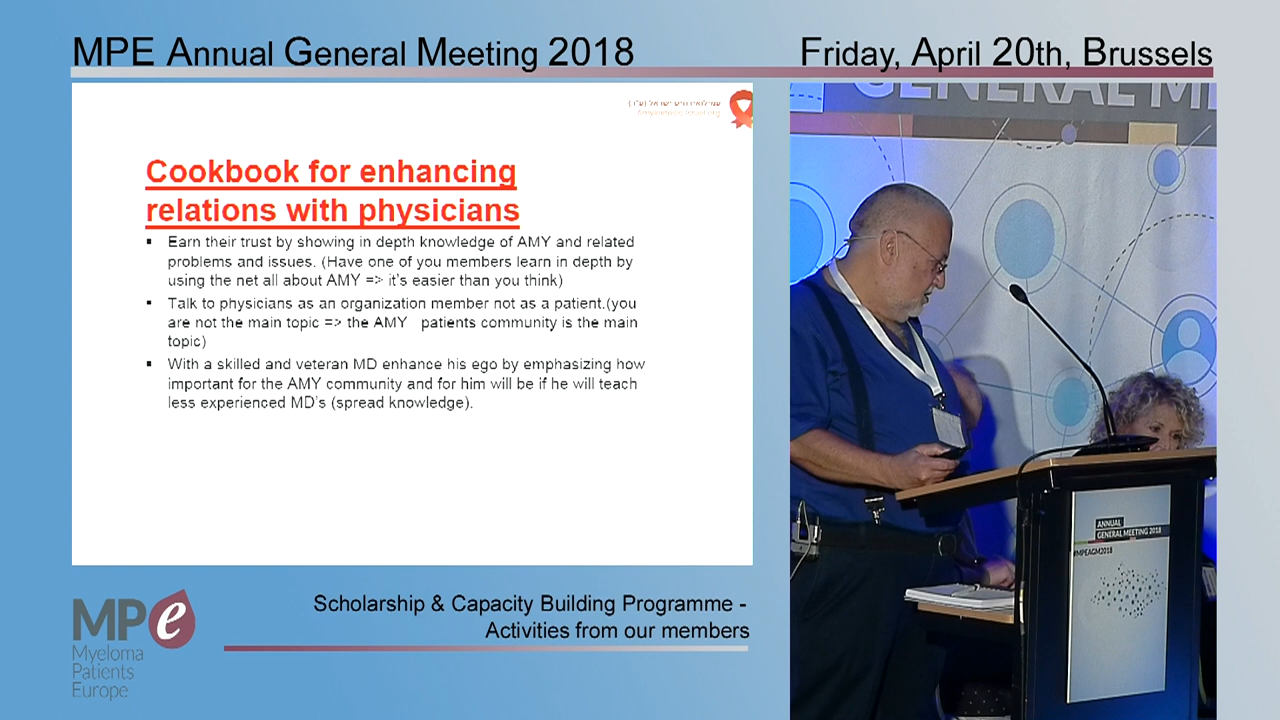 MPE Annual General Meeting 2018
Friday, April 20th, Brussels
Cookbook for enhancing
relations with physicians
▪ Earn their trust by showing in depth knowledge of AMY and related
problems and issues. (Have one of you members learn in depth by
using the net all about AMY => it's easier than you think)
▪ Talk to physicians as an organization member not as a patient.(you
are not the main topic => the AMY patients community is the main
topic)
▪ With a skilled and veteran MD enhance his ego by emphasizing how
important for the AMY community and for him will be if he will teach
less experienced MD's (spread knowledge).
GENERAL M
ANNUAL
GENERAL MEETING 2018
#MPEAGM2018
MPe
Myeloma
Patients
Europe
Scholarship & Capacity Building Programme -
Activities from our members